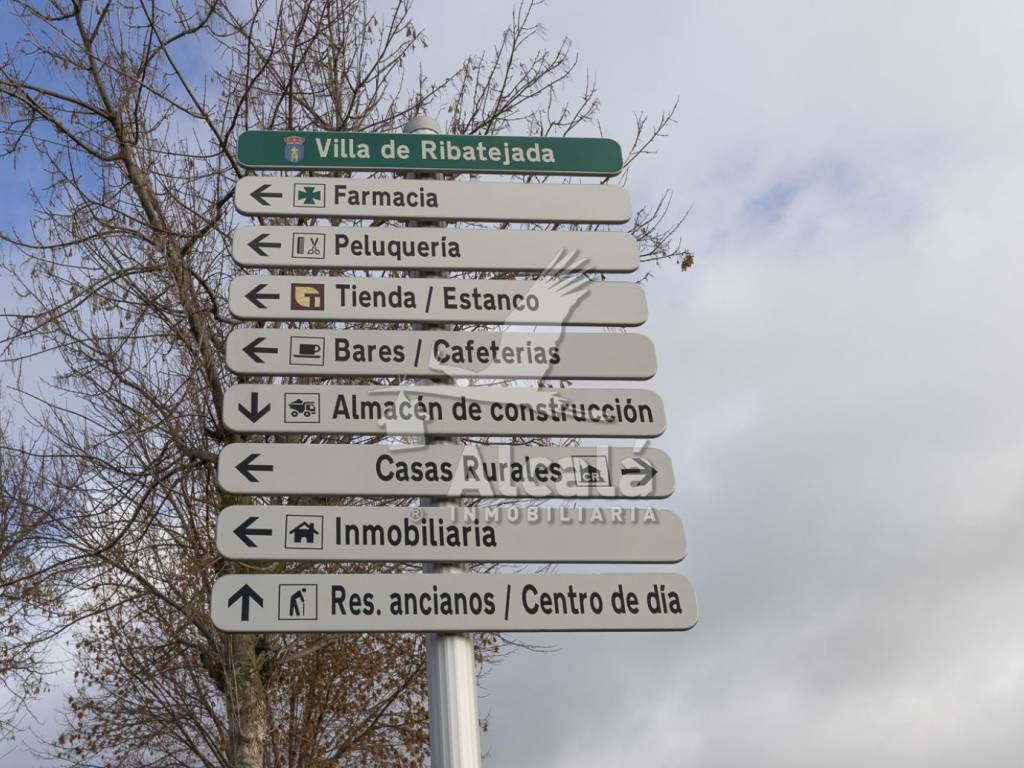 Villa de Ribatejada
Farmacia
Peluquería
Tienda / Estanco
Bares / Cafeterías
Almacén de construcción
Casas Rurales CR
Inmobiliaria
Res. ancianos / Centro de día
Alcalá
® INMOBILIARIA